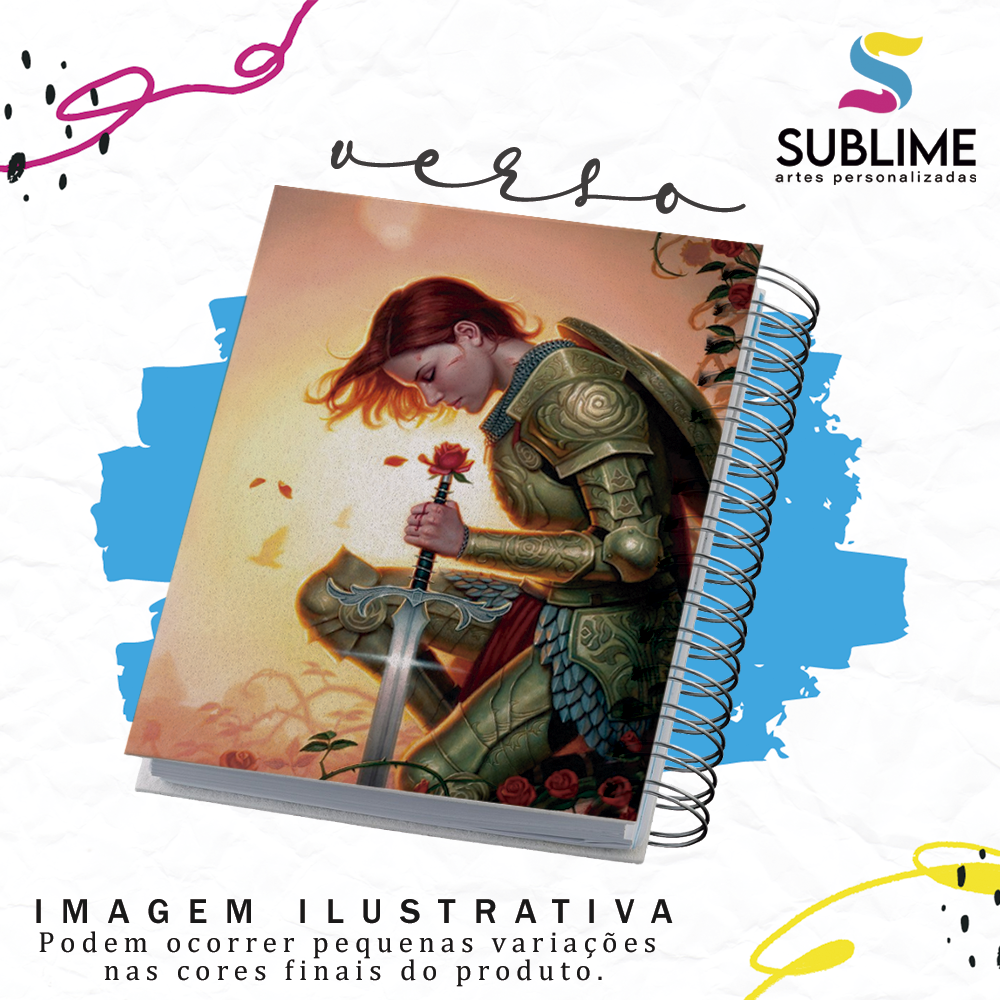 SUBLIME
artes personalizadas
verso
IMAGEM ILUSTRATIVA
Podem ocorrer pequenas variações
nas cores finais do produto.